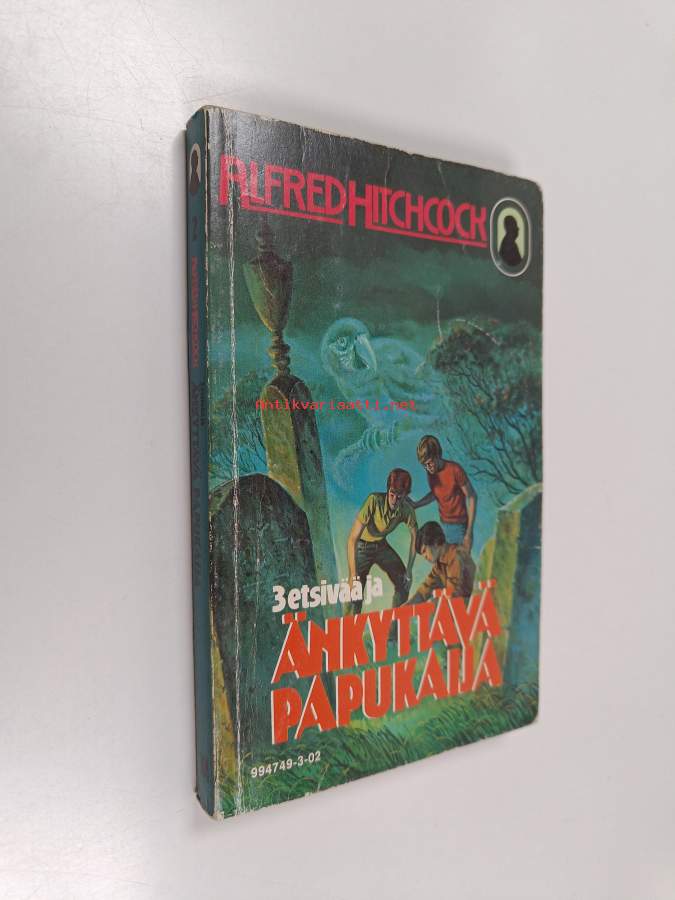 ALFRED HITCHCOCK
Antikvariaatti.net
3 etsivää ja
ÄNKYTTÄVÄ
PAPUKAIJA
994749-3-02